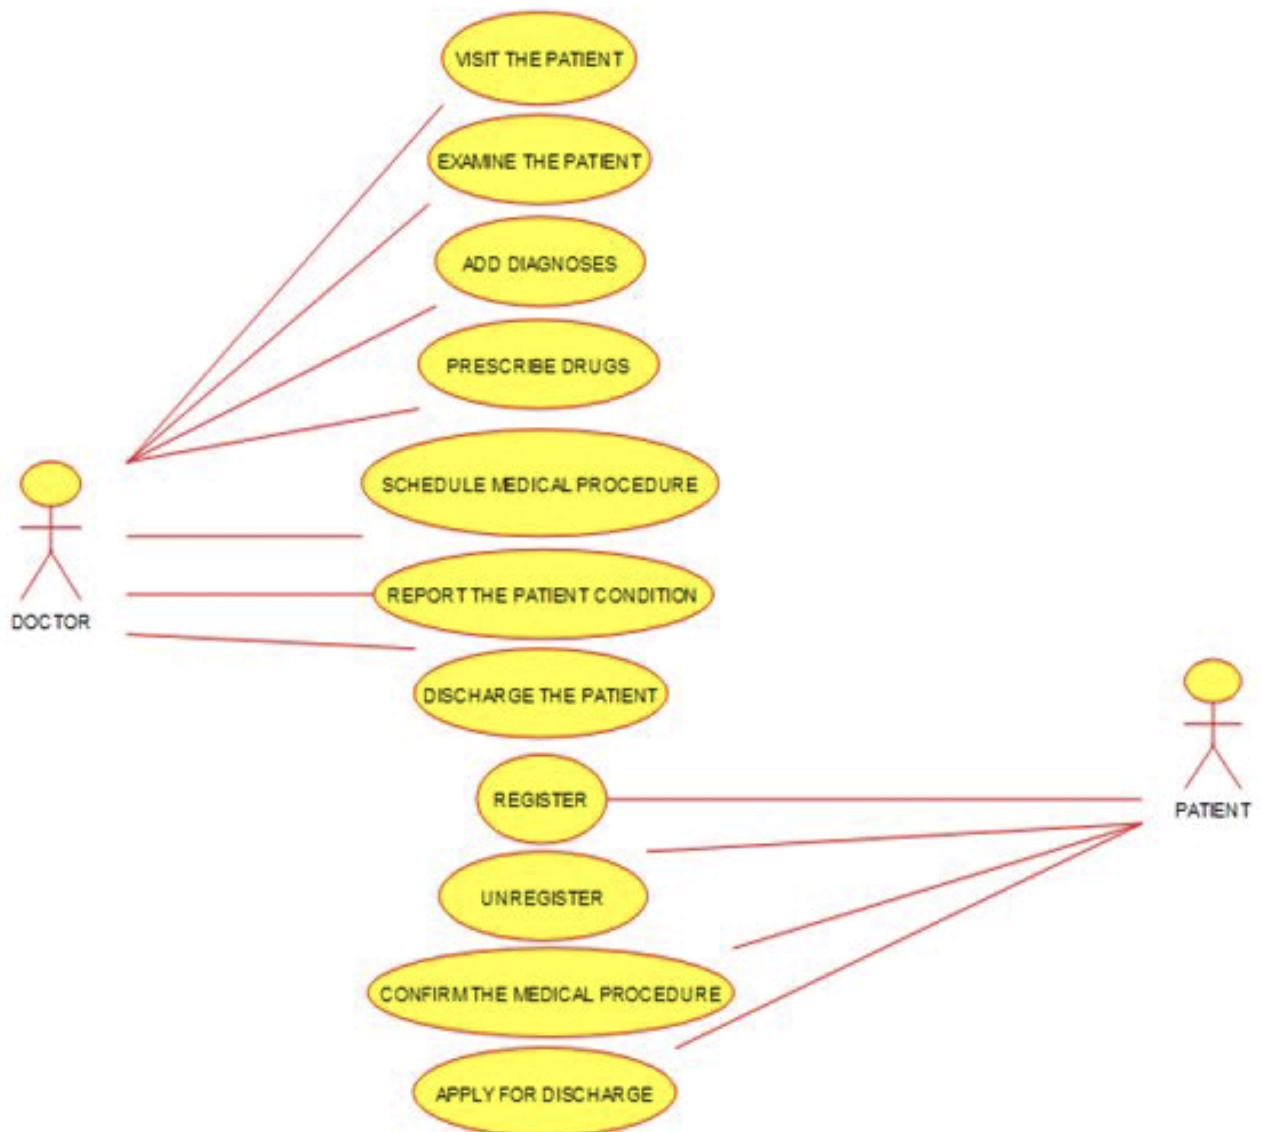 VISIT THE PATIENT
EXAMINE THE PATIENT
ADD DIAGNOSES
PRESCRIBE DRUGS
SCHEDULE MEDICAL PROCEDURE
REPORT THE PATIENT CONDITION
DOCTOR
DISCHARGE THE PATIENT
REGISTER
PATIENT
UNREGISTER
CONFIRM THE MEDICAL PROCEDURE
APPLY FOR DISCHARGE